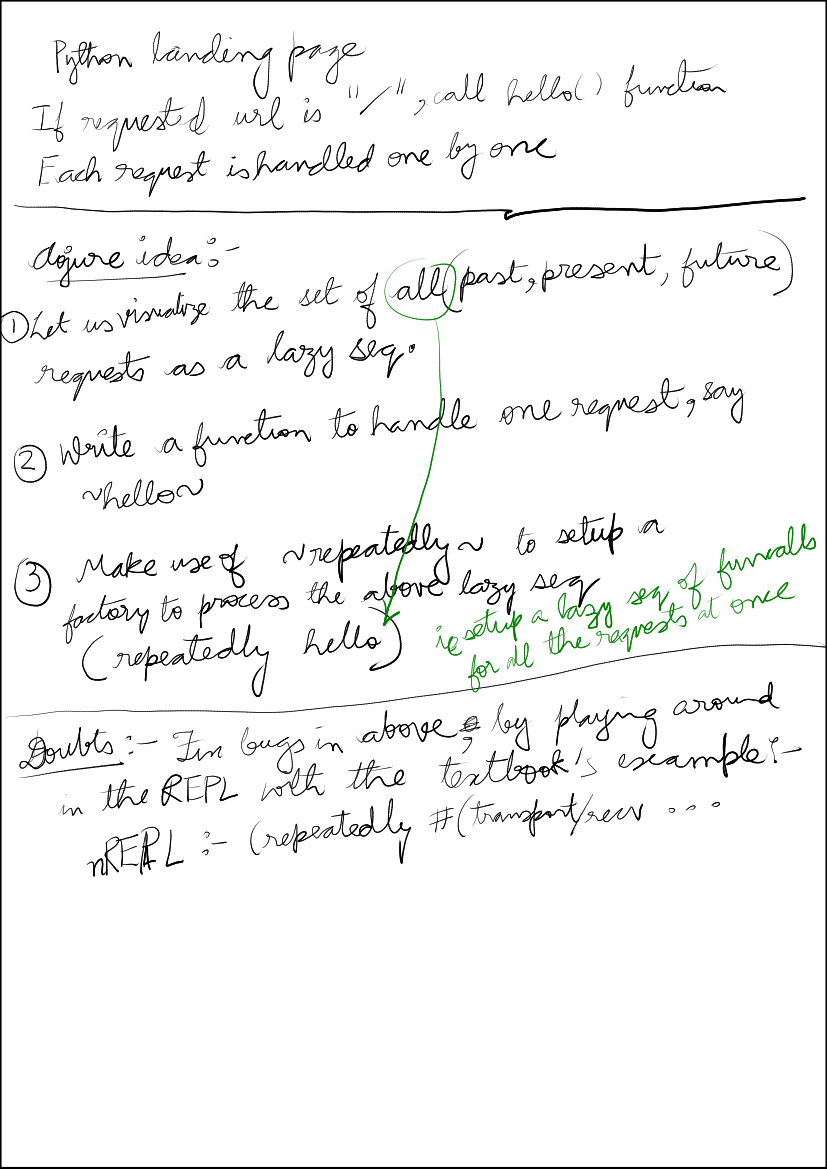 Python landing page
If requested url is "/", call hello() function
Each request is handled one by one
Clojure idea :-
① Let us visualize the set of all (past, present, future)
requests as a lazy seq.
② Write a function to handle one request, say
~hello~
③ Make use of ~repeatedly~ to setup a
factory to process the above lazy seq
(repeatedly hello)
ie setup a lazy seq of funcalls
for all the requests at once
Doubts :- Fin bugs in above, by playing around
in the REPL with the textbook's example :-
nREPL :- (repeatedly #(transport/recv ...